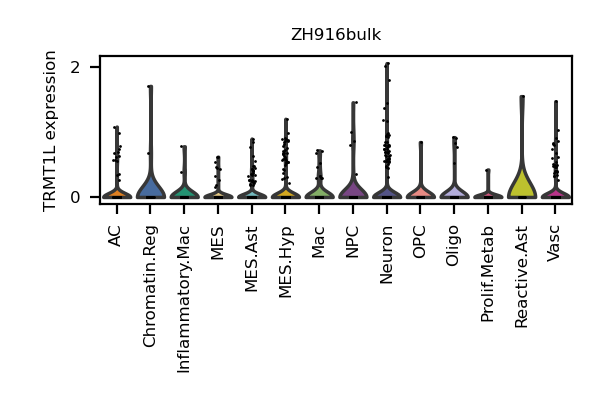 ZH916bulk
TRMT1L expression
2
0
AC
Chromatin.Reg
Inflammatory.Mac
MES
MES.Ast
MES.Hyp
Mac
NPC
Neuron
OPC
Oligo
Prolif.Metab
Reactive.Ast
Vasc